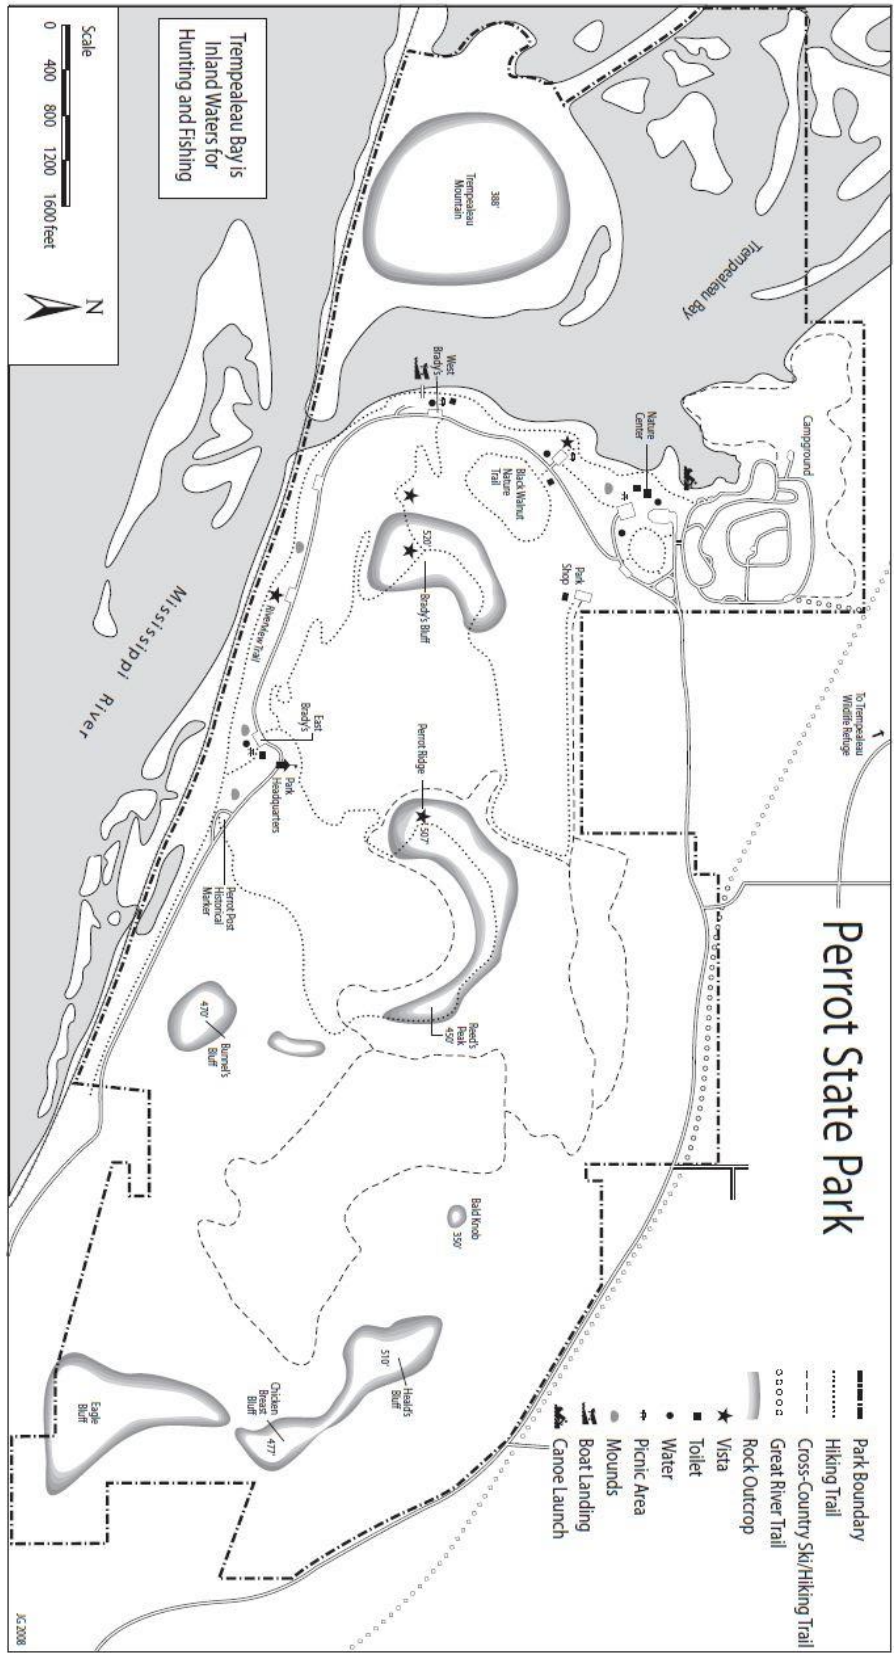 Perrot State Park
Park Boundary
Hiking Trail
Cross-Country Ski/Hiking Trail
Great River Trail
Rock Outcrop
Vista
Toilet
Water
Picnic Area
Mounds
Boat Landing
Canoe Launch
To Trempealeau
Wildlife Refuge
Campground
Trempealeau Bay
Nature
Center
Park
Shop
Black Walnut
Nature
Trail
West
Brady's
388'
Trempealeau
Mountain
520'
Brady's Bluff
Perrot Ridge
507'
Reed's
Peak
450'
Bald Knob
350'
Heald's
Bluff
510'
Chicken
Breast
Bluff
477'
Eagle
Bluff
470'
Bunnel's
Bluff
East
Brady's
Park
Headquarters
Perrot Post
Historical
Marker
Riverview Trail
Mississippi River
Trempealeau Bay is
Inland Waters for
Hunting and Fishing
Scale
0 400 800 1200 1600 feet
N
JG 2008